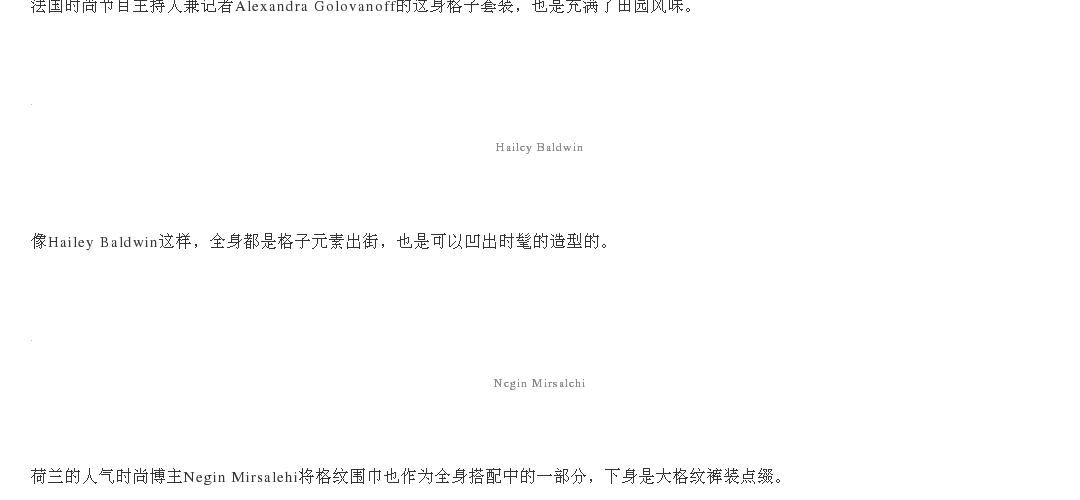 法国时尚节目主持人兼记者Alexandra Golovanoff的这身格子套装，也是充满了田园风味。
Hailey Baldwin
像Hailey Baldwin这样，全身都是格子元素出街，也是可以凹出时髦的造型的。
Negin Mirsalehi
荷兰的人气时尚博主Negin Mirsalehi将格纹围巾也作为全身搭配中的一部分，下身是大格纹裤装点缀。